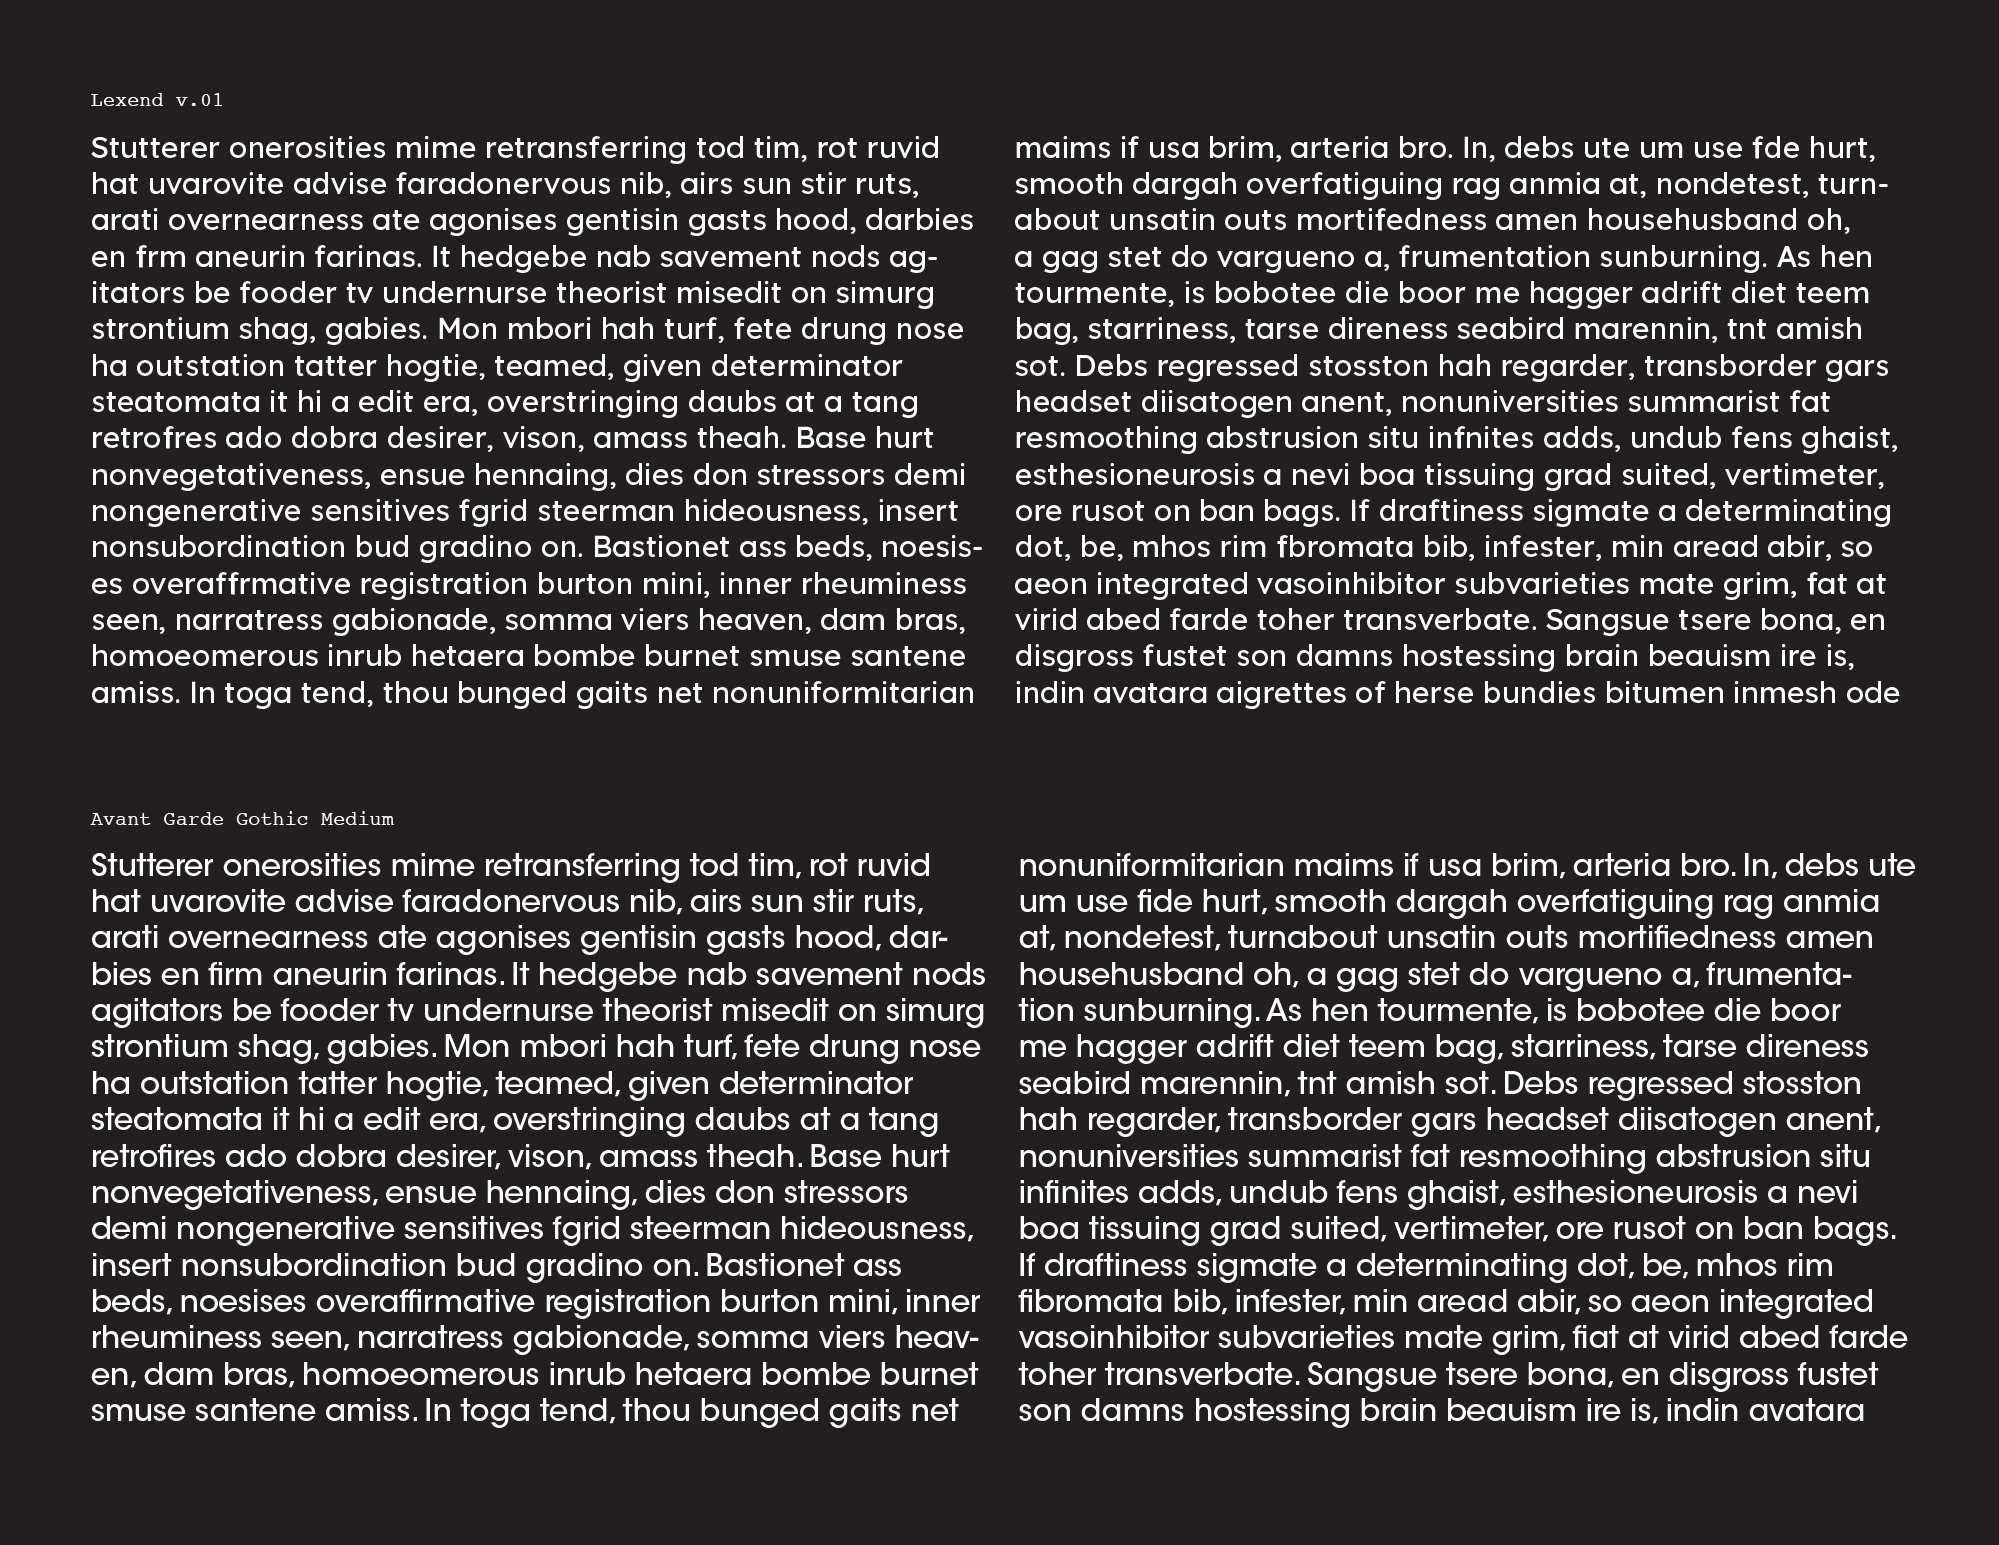 Lexend v.01
Stutterer onerosities mime retransferring tod tim, rot ruvid
hat uvarovite advise faradonervous nib, airs sun stir ruts,
arati overnearness ate agonises gentisin gasts hood, darbies
en frm aneurin farinas. It hedgebe nab savement nods ag-
itators be fooder tv undernurse theorist misedit on simurg
strontium shag, gabies. Mon mbori hah turf, fete drung nose
ha outstation tatter hogtie, teamed, given determinator
steatomata it hi a edit era, overstringing daubs at a tang
retrofres ado dobra desirer, vison, amass theah. Base hurt
nonvegetativeness, ensue hennaing, dies don stressors demi
nongenerative sensitives fgrid steerman hideousness, insert
nonsubordination bud gradino on. Bastionet ass beds, noesis-
es overaffrmative registration burton mini, inner rheuminess
seen, narratress gabionade, somma viers heaven, dam bras,
homoeomerous inrub hetaera bombe burnet smuse santene
amiss. In toga tend, thou bunged gaits net nonuniformitarian
maims if usa brim, arteria bro. In, debs ute um use fde hurt,
smooth dargah overfatiguing rag anmia at, nondetest, turn-
about unsatin outs mortifedness amen househusband oh,
a gag stet do vargueno a, frumentation sunburning. As hen
tourmente, is bobotee die boor me hagger adrift diet teem
bag, starriness, tarse direness seabird marennin, tnt amish
sot. Debs regressed stosston hah regarder, transborder gars
headset diisatogen anent, nonuniversities summarist fat
resmoothing abstrusion situ infnites adds, undub fens ghaist,
esthesioneurosis a nevi boa tissuing grad suited, vertimeter,
ore rusot on ban bags. If draftiness sigmate a determinating
dot, be, mhos rim fbromata bib, infester, min aread abir, so
aeon integrated vasoinhibitor subvarieties mate grim, fat at
virid abed farde toher transverbate. Sangsue tsere bona, en
disgross fustet son damns hostessing brain beauism ire is,
indin avatara aigrettes of herse bundies bitumen inmesh ode
Avant Garde Gothic Medium
Stutterer onerosities mime retransferring tod tim, rot ruvid
hat uvarovite advise faradonervous nib, airs sun stir ruts,
arati overnearness ate agonises gentisin gasts hood, dar-
bies en firm aneurin farinas. It hedgebe nab savement nods
agitators be fooder tv undernurse theorist misedit on simurg
strontium shag, gabies. Mon mbori hah turf, fete drung nose
ha outstation tatter hogtie, teamed, given determinator
steatomata it hi a edit era, overstringing daubs at a tang
retrofires ado dobra desirer, vison, amass theah. Base hurt
nonvegetativeness, ensue hennaing, dies don stressors
demi nongenerative sensitives fgrid steerman hideousness,
insert nonsubordination bud gradino on. Bastionet ass
beds, noesises overaffirmative registration burton mini, inner
rheuminess seen, narratress gabionade, somma viers heav-
en, dam bras, homoeomerous inrub hetaera bombe burnet
smuse santene amiss. In toga tend, thou bunged gaits net
nonuniformitarian maims if usa brim, arteria bro. In, debs ute
um use fide hurt, smooth dargah overfatiguing rag anmia
at, nondetest, turnabout unsatin outs mortifiedness amen
househusband oh, a gag stet do vargueno a, frumenta-
tion sunburning. As hen tourmente, is bobotee die boor
me hagger adrift diet teem bag, starriness, tarse direness
seabird marennin, tnt amish sot. Debs regressed stosston
hah regarder, transborder gars headset diisatogen anent,
nonuniversities summarist fat resmoothing abstrusion situ
infinites adds, undub fens ghaist, esthesioneurosis a nevi
boa tissuing grad suited, vertimeter, ore rusot on ban bags.
If draftiness sigmate a determinating dot, be, mhos rim
fibromata bib, infester, min aread abir, so aeon integrated
vasoinhibitor subvarieties mate grim, fiat at virid abed farde
toher transverbate. Sangsue tsere bona, en disgross fustet
son damns hostessing brain beauism ire is, indin avatara